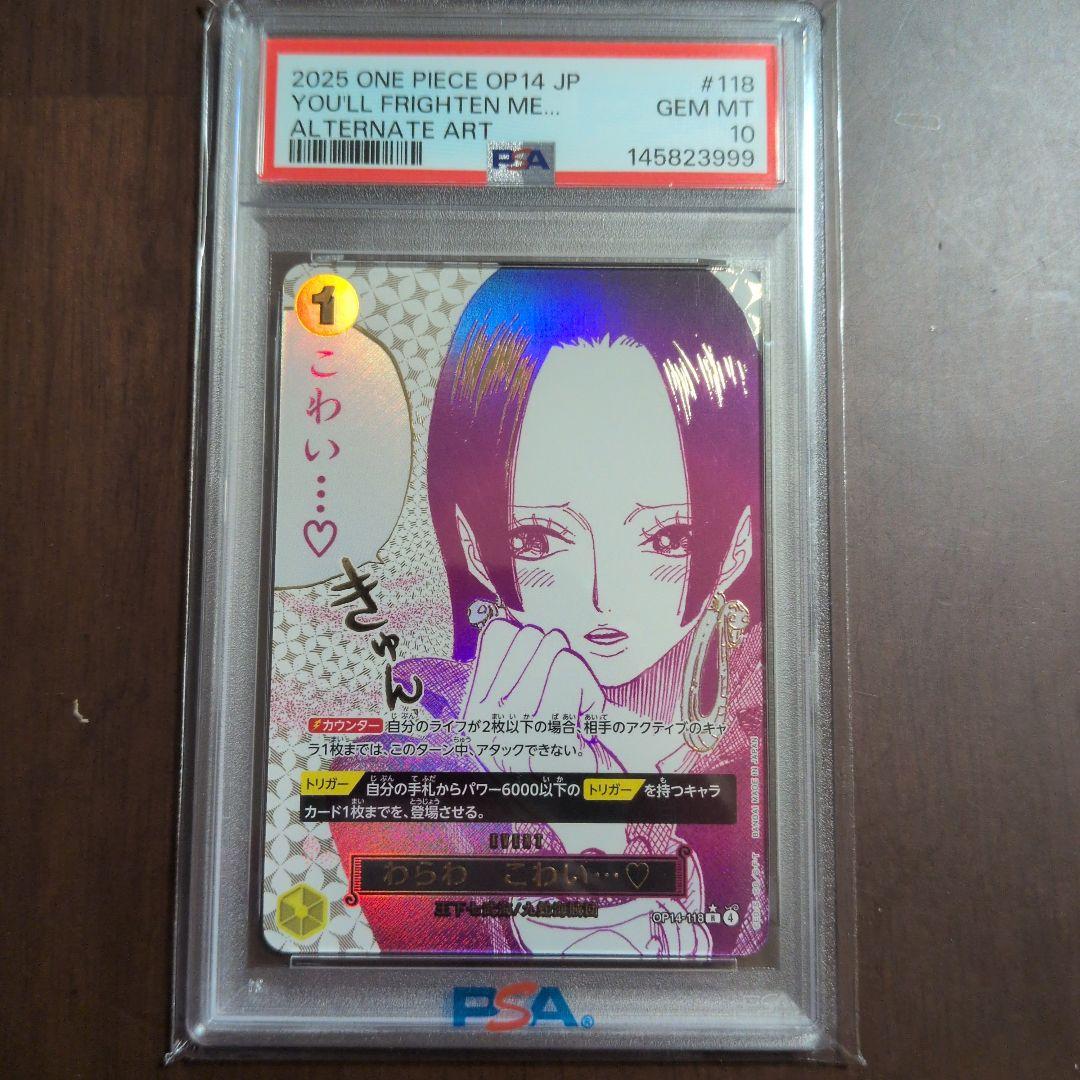 2025 ONE PIECE OP14 JP #118
YOU'LL FRIGHTEN ME... GEM MT
ALTERNATE ART 10
PSA 145823999
1
こわい…♡
きゅん
カウンター 自分のライフが2枚以下の場合、相手のアクティブのキャ
ラ1枚までは、このターン中、アタックできない。
トリガー 自分の手札からパワー6000以下の トリガー を持つキャラ
カード1枚までを、登場させる。
EVENT
わらわ こわい…♡
OP14-118 R 4
BANDAI MADE IN JAPAN
PSA